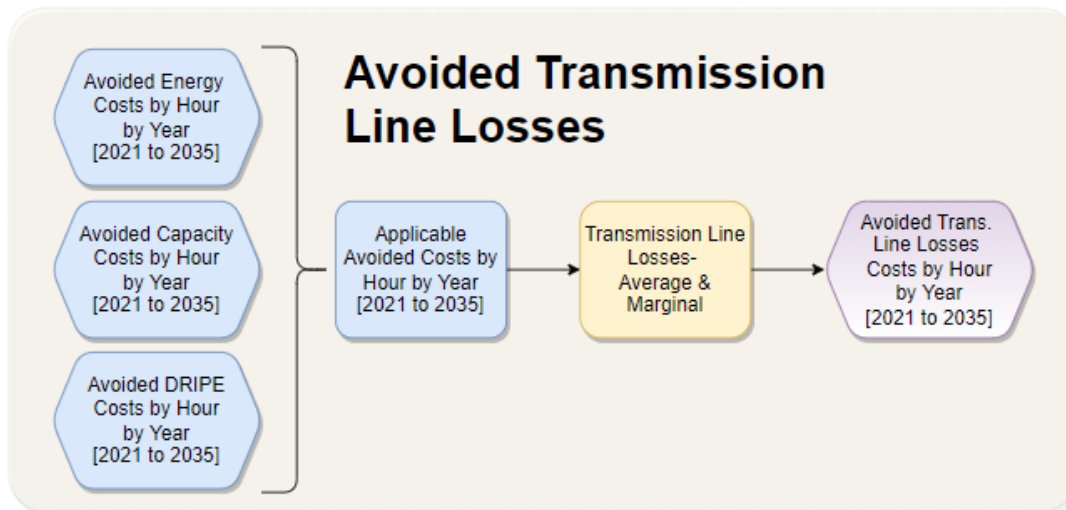 Avoided Transmission
Line Losses
Avoided Energy
Costs by Hour
by Year
[2021 to 2035]
Avoided Capacity
Costs by Hour
by Year
[2021 to 2035]
Avoided DRIPE
Costs by Hour
by Year
[2021 to 2035]
Applicable
Avoided Costs by
Hour by Year
[2021 to 2035]
Transmission Line
Losses-
Average &
Marginal
Avoided Trans.
Line Losses
Costs by Hour
by Year
[2021 to 2035]